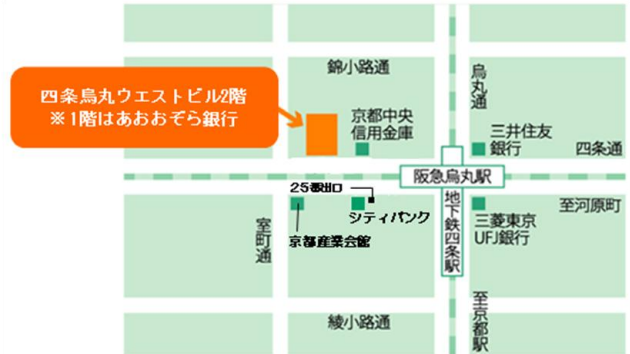 錦小路通
烏丸通
四条烏丸ウエストビル2階
※1階はあおおぞら銀行
京都中央
信用金庫
三井住友
銀行
四条通
阪急烏丸駅
25番出口
シティバンク
京都産業会館
室町通
地下鉄四条駅
至河原町
三菱東京
UFJ銀行
綾小路通
至京都駅